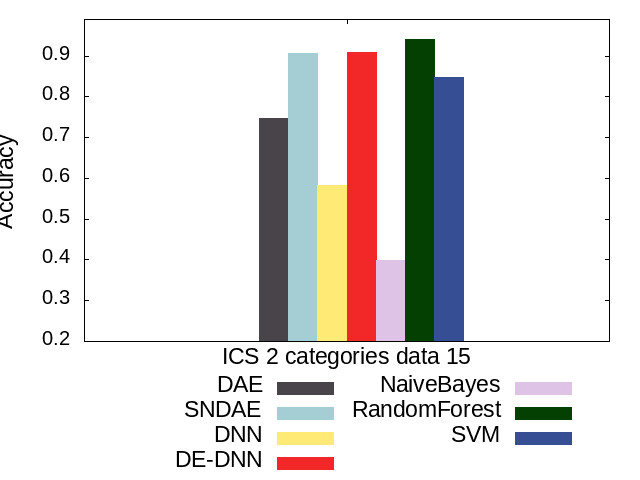 0.9
0.8
0.7
0.6
0.5
0.4
0.3
0.2
Accuracy
ICS 2 categories data 15
DAE
SNDAE
DNN
DE-DNN
NaiveBayes
RandomForest
SVM